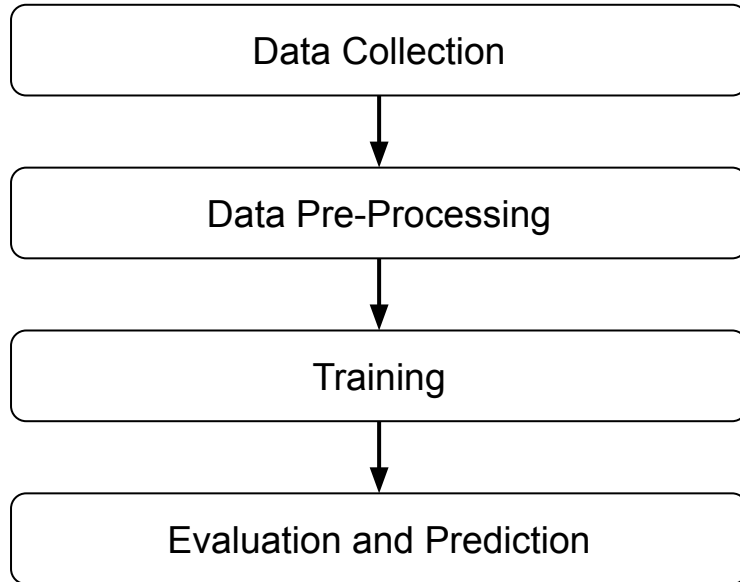 Data Collection
Data Pre-Processing
Training
Evaluation and Prediction